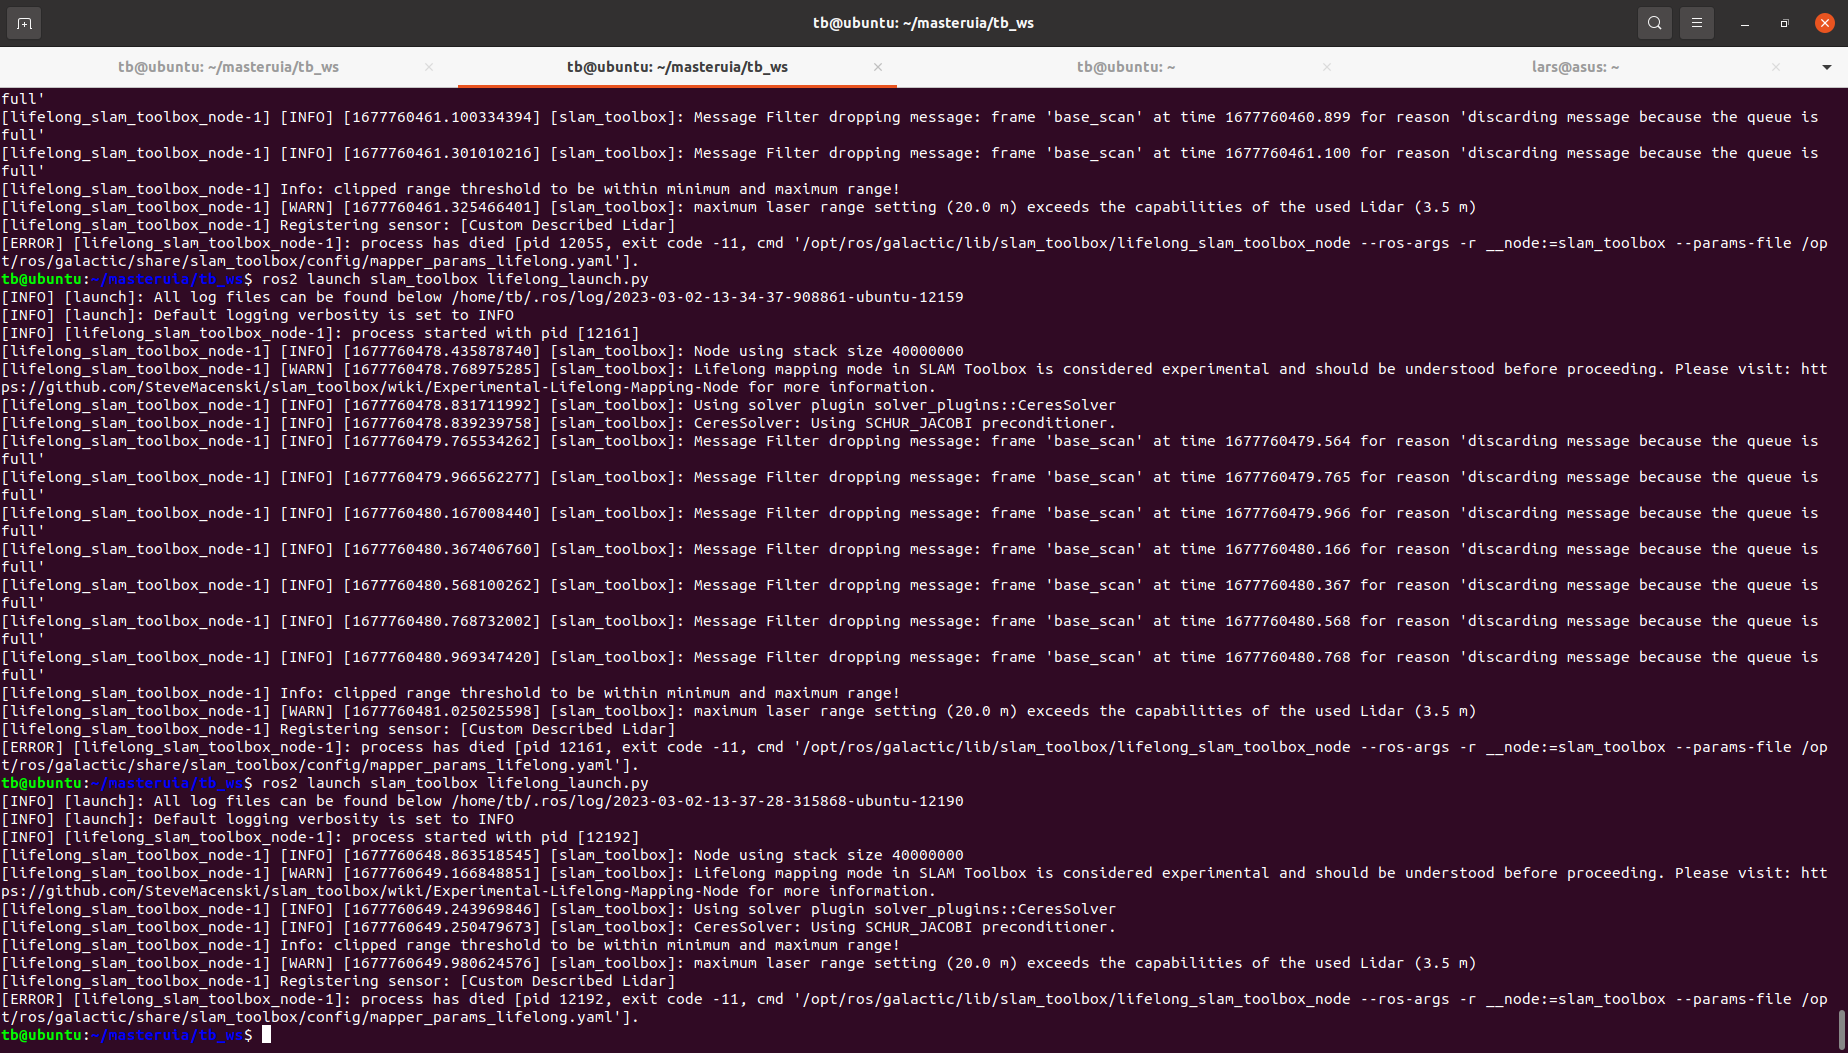 tb@ubuntu: ~/masteruia/tb_ws
tb@ubuntu: ~/masteruia/tb_ws
tb@ubuntu: ~/masteruia/tb_ws
tb@ubuntu: ~
lars@asus: ~
full'
[lifelong_slam_toolbox_node-1] [INFO] [1677760461.100334394] [slam_toolbox]: Message Filter dropping message: frame 'base_scan' at time 1677760460.899 for reason 'discarding message because the queue is
full'
[lifelong_slam_toolbox_node-1] [INFO] [1677760461.301010216] [slam_toolbox]: Message Filter dropping message: frame 'base_scan' at time 1677760461.100 for reason 'discarding message because the queue is
full'
[lifelong_slam_toolbox_node-1] Info: clipped range threshold to be within minimum and maximum range!
[lifelong_slam_toolbox_node-1] [WARN] [1677760461.325466401] [slam_toolbox]: maximum laser range setting (20.0 m) exceeds the capabilities of the used Lidar (3.5 m)
[lifelong_slam_toolbox_node-1] Registering sensor: [Custom Described Lidar]
[ERROR] [lifelong_slam_toolbox_node-1]: process has died [pid 12055, exit code -11, cmd '/opt/ros/galactic/lib/slam_toolbox/lifelong_slam_toolbox_node --ros-args -r __node:=slam_toolbox --params-file /op
t/ros/galactic/share/slam_toolbox/config/mapper_params_lifelong.yaml'].
tb@ubuntu:~/masteruia/tb_ws$ ros2 launch slam_toolbox lifelong_launch.py
[INFO] [launch]: All log files can be found below /home/tb/.ros/log/2023-03-02-13-34-37-908861-ubuntu-12159
[INFO] [launch]: Default logging verbosity is set to INFO
[INFO] [lifelong_slam_toolbox_node-1]: process started with pid [12161]
[lifelong_slam_toolbox_node-1] [INFO] [1677760478.435878740] [slam_toolbox]: Node using stack size 40000000
[lifelong_slam_toolbox_node-1] [WARN] [1677760478.768975285] [slam_toolbox]: Lifelong mapping mode in SLAM Toolbox is considered experimental and should be understood before proceeding. Please visit: htt
ps://github.com/SteveMacenski/slam_toolbox/wiki/Experimental-Lifelong-Mapping-Node for more information.
[lifelong_slam_toolbox_node-1] [INFO] [1677760478.831711992] [slam_toolbox]: Using solver plugin solver_plugins::CeresSolver
[lifelong_slam_toolbox_node-1] [INFO] [1677760478.839239758] [slam_toolbox]: CeresSolver: Using SCHUR_JACOBI preconditioner.
[lifelong_slam_toolbox_node-1] [INFO] [1677760479.765534262] [slam_toolbox]: Message Filter dropping message: frame 'base_scan' at time 1677760479.564 for reason 'discarding message because the queue is
full'
[lifelong_slam_toolbox_node-1] [INFO] [1677760479.966562277] [slam_toolbox]: Message Filter dropping message: frame 'base_scan' at time 1677760479.765 for reason 'discarding message because the queue is
full'
[lifelong_slam_toolbox_node-1] [INFO] [1677760480.167008440] [slam_toolbox]: Message Filter dropping message: frame 'base_scan' at time 1677760479.966 for reason 'discarding message because the queue is
full'
[lifelong_slam_toolbox_node-1] [INFO] [1677760480.367406760] [slam_toolbox]: Message Filter dropping message: frame 'base_scan' at time 1677760480.166 for reason 'discarding message because the queue is
full'
[lifelong_slam_toolbox_node-1] [INFO] [1677760480.568100262] [slam_toolbox]: Message Filter dropping message: frame 'base_scan' at time 1677760480.367 for reason 'discarding message because the queue is
full'
[lifelong_slam_toolbox_node-1] [INFO] [1677760480.768732002] [slam_toolbox]: Message Filter dropping message: frame 'base_scan' at time 1677760480.568 for reason 'discarding message because the queue is
full'
[lifelong_slam_toolbox_node-1] [INFO] [1677760480.969347420] [slam_toolbox]: Message Filter dropping message: frame 'base_scan' at time 1677760480.768 for reason 'discarding message because the queue is
full'
[lifelong_slam_toolbox_node-1] Info: clipped range threshold to be within minimum and maximum range!
[lifelong_slam_toolbox_node-1] [WARN] [1677760481.025025598] [slam_toolbox]: maximum laser range setting (20.0 m) exceeds the capabilities of the used Lidar (3.5 m)
[lifelong_slam_toolbox_node-1] Registering sensor: [Custom Described Lidar]
[ERROR] [lifelong_slam_toolbox_node-1]: process has died [pid 12161, exit code -11, cmd '/opt/ros/galactic/lib/slam_toolbox/lifelong_slam_toolbox_node --ros-args -r __node:=slam_toolbox --params-file /op
t/ros/galactic/share/slam_toolbox/config/mapper_params_lifelong.yaml'].
tb@ubuntu:~/masteruia/tb_ws$ ros2 launch slam_toolbox lifelong_launch.py
[INFO] [launch]: All log files can be found below /home/tb/.ros/log/2023-03-02-13-37-28-315868-ubuntu-12190
[INFO] [launch]: Default logging verbosity is set to INFO
[INFO] [lifelong_slam_toolbox_node-1]: process started with pid [12192]
[lifelong_slam_toolbox_node-1] [INFO] [1677760648.863518545] [slam_toolbox]: Node using stack size 40000000
[lifelong_slam_toolbox_node-1] [WARN] [1677760649.166848851] [slam_toolbox]: Lifelong mapping mode in SLAM Toolbox is considered experimental and should be understood before proceeding. Please visit: htt
ps://github.com/SteveMacenski/slam_toolbox/wiki/Experimental-Lifelong-Mapping-Node for more information.
[lifelong_slam_toolbox_node-1] [INFO] [1677760649.243969846] [slam_toolbox]: Using solver plugin solver_plugins::CeresSolver
[lifelong_slam_toolbox_node-1] [INFO] [1677760649.250479673] [slam_toolbox]: CeresSolver: Using SCHUR_JACOBI preconditioner.
[lifelong_slam_toolbox_node-1] Info: clipped range threshold to be within minimum and maximum range!
[lifelong_slam_toolbox_node-1] [WARN] [1677760649.980624576] [slam_toolbox]: maximum laser range setting (20.0 m) exceeds the capabilities of the used Lidar (3.5 m)
[lifelong_slam_toolbox_node-1] Registering sensor: [Custom Described Lidar]
[ERROR] [lifelong_slam_toolbox_node-1]: process has died [pid 12192, exit code -11, cmd '/opt/ros/galactic/lib/slam_toolbox/lifelong_slam_toolbox_node --ros-args -r __node:=slam_toolbox --params-file /op
t/ros/galactic/share/slam_toolbox/config/mapper_params_lifelong.yaml'].
tb@ubuntu:~/masteruia/tb_ws$